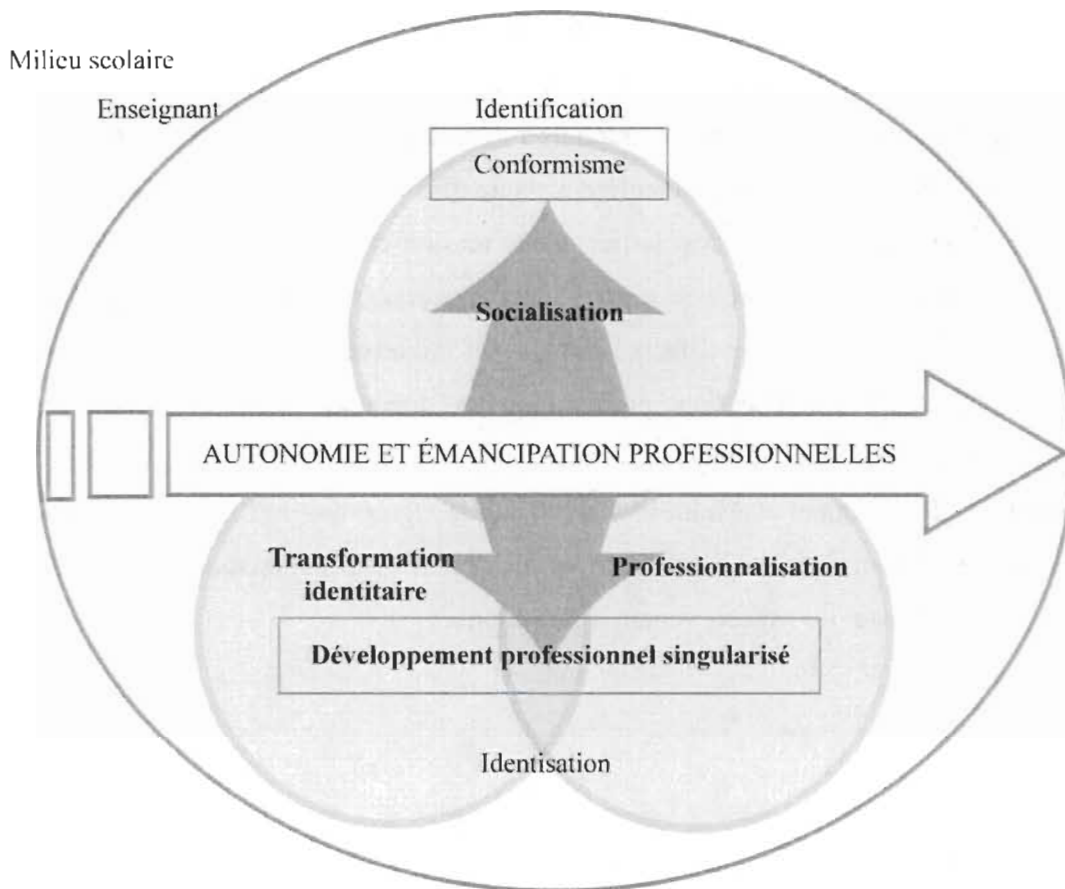 Milieu scolaire
Enseignant
Identification
Conformisme
Socialisation
AUTONOMIE ET ÉMANCIPATION PROFESSIONNELLES
Transformation
identitaire
Professionnalisation
Développement professionnel singularisé
Identisation